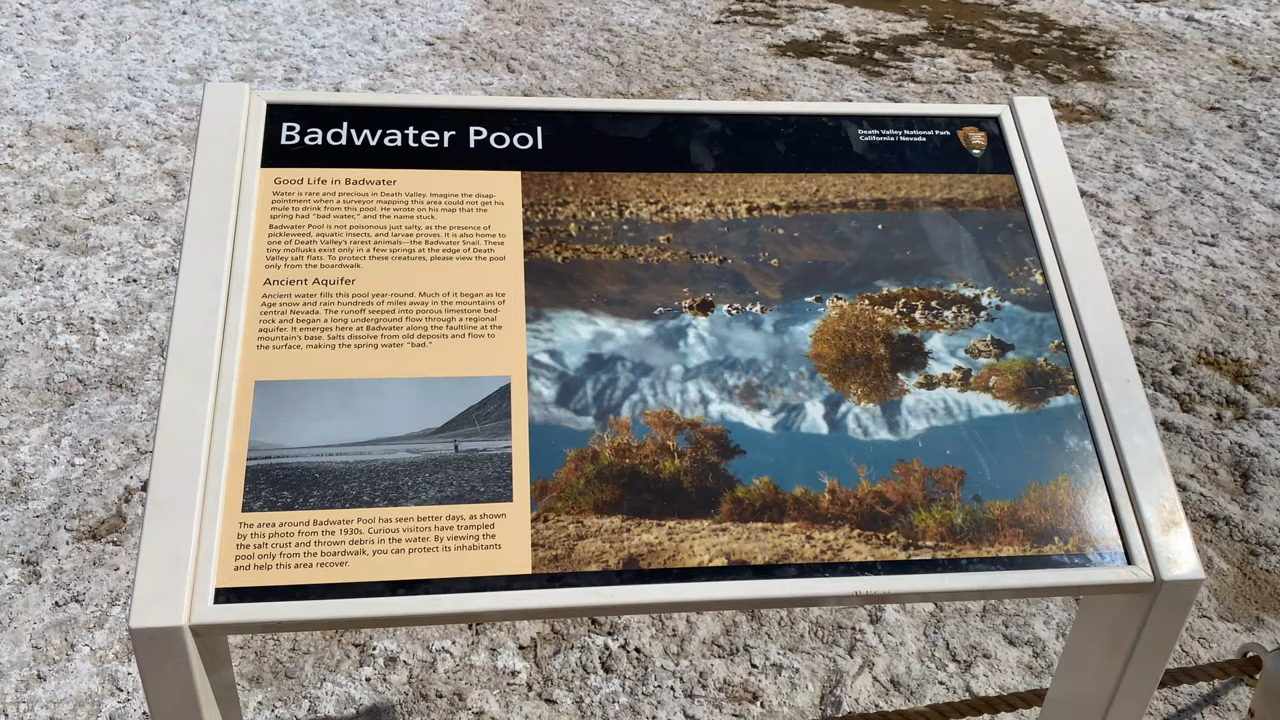 Badwater Pool
Death Valley National Park
California / Nevada
Good Life in Badwater
Water is rare and precious in Death Valley. Imagine the disap-
pointment when a surveyor mapping this area could not get his
mule to drink from this pool. He wrote on his map that the
spring had “bad water,” and the name stuck.
Badwater Pool is not poisonous just salty, as the presence of
pickleweed, aquatic insects, and larvae proves. It is also home to
one of Death Valley's rarest animals—the Badwater Snail. These
tiny mollusks exist only in a few springs at the edge of Death
Valley salt flats. To protect these creatures, please view the pool
only from the boardwalk.
Ancient Aquifer
Ancient water fills this pool year-round. Much of it began as Ice
Age snow and rain hundreds of miles away in the mountains of
central Nevada. The runoff seeped into porous limestone bed-
rock and began a long underground flow through a regional
aquifer. It emerges here at Badwater along the faultline at the
mountain's base. Salts dissolve from old deposits and flow to
the surface, making the spring water “bad.”
The area around Badwater Pool has seen better days, as shown
by this photo from the 1930s. Curious visitors have trampled
the salt crust and thrown debris in the water. By viewing the
pool only from the boardwalk, you can protect its inhabitants
and help this area recover.